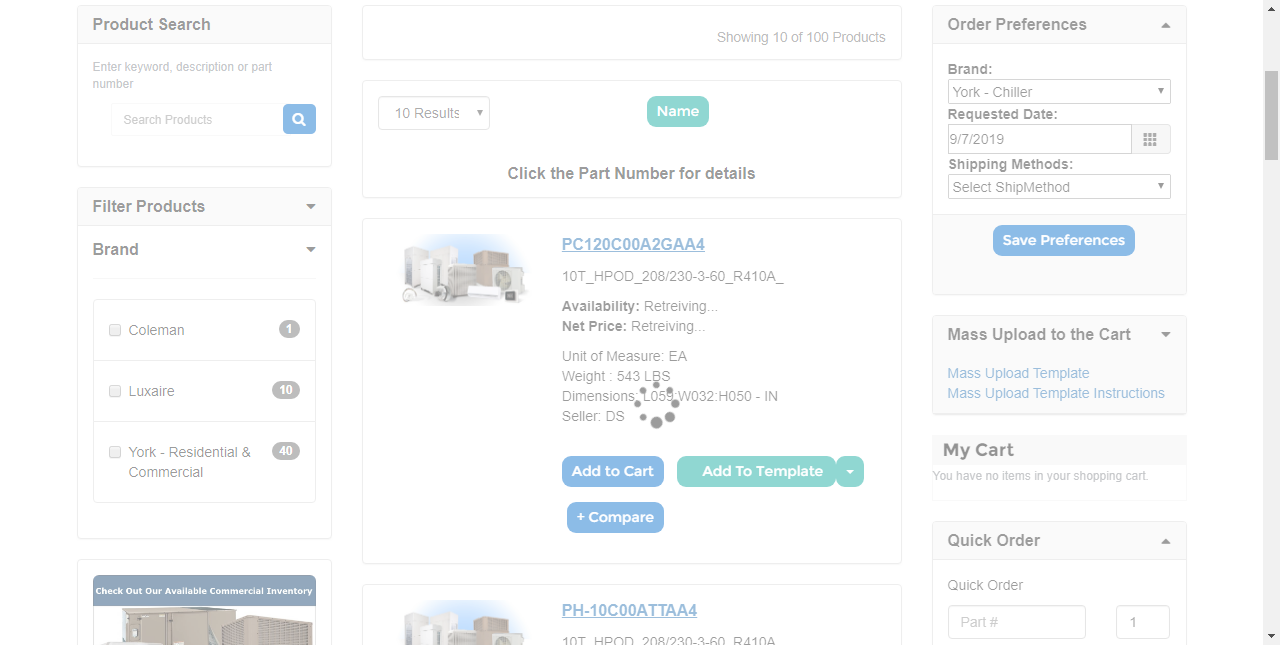 Product Search
Enter keyword, description or part
number
Search Products
Filter Products
Brand
Coleman 1
Luxaire 10
York - Residential & 40
Commercial
Check Out Our Available Commercial Inventory
Showing 10 of 100 Products
10 Results
Name
Click the Part Number for details
PC120C00A2GAA4
10T_HPOD_208/230-3-60_R410A_
Availability: Retreiving...
Net Price: Retreiving...
Unit of Measure: EA
Weight : 543 LBS
Dimensions: L059:W032:H050 - IN
Seller: DS
Add to Cart
Add To Template
+ Compare
PH-10C00ATTAA4
10T_HPOD_208/230-3-60_R410A
Order Preferences
Brand:
York - Chiller
Requested Date:
9/7/2019
Shipping Methods:
Select ShipMethod
Save Preferences
Mass Upload to the Cart
Mass Upload Template
Mass Upload Template Instructions
My Cart
You have no items in your shopping cart.
Quick Order
Quick Order
Part # 1